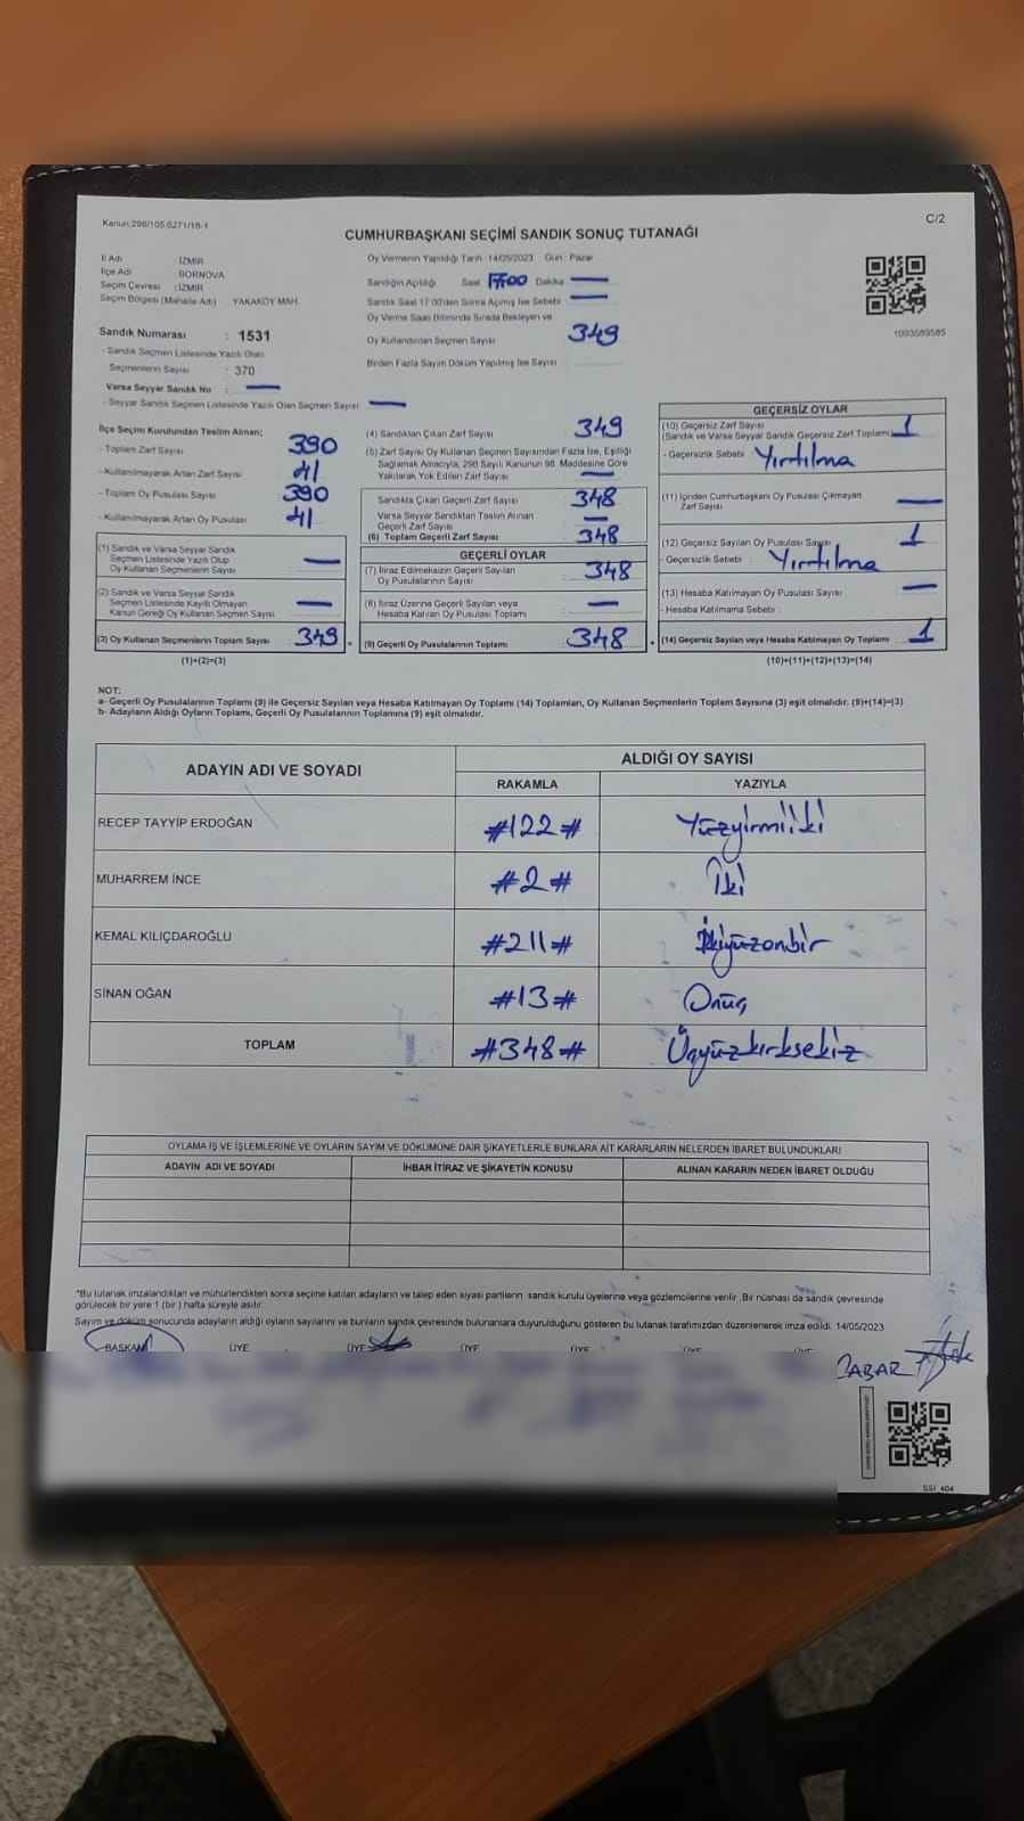 Kanun:298/105,6271/18-1
C/2
CUMHURBAŞKANI SEÇİMİ SANDIK SONUÇ TUTANAĞI
İl Adı : İZMİR
İlçe Adı : BORNOVA
Seçim Çevresi : İZMİR
Seçim Bölgesi (Mahalle Adı) YAKAKÖY MAH.
Sandık Numarası : 1531
- Sandık Seçmen Listesinde Yazılı Olan
Seçmenlerin Sayısı : 370
Varsa Seyyar Sandık No : —
- Seyyar Sandık Seçmen Listesinde Yazılı Olan Seçmen Sayısı —
Oy Vermenin Yapıldığı Tarih :14/05/2023 Gün : Pazar
Sandığın Açıldığı Saat 17:00 Dakika —
Sandık Saat 17:00'den Sonra Açılmış İse Sebebi —
Oy Verme Saati Bitiminde Sırada Bekleyen ve
Oy Kullandırılan Seçmen Sayısı 349
Birden Fazla Sayım Döküm Yapılmış İse Sayısı
1093589585
İlçe Seçim Kurulundan Teslim Alınan;
- Toplam Zarf Sayısı 390
- Kullanılmayarak Artan Zarf Sayısı 41
- Toplam Oy Pusulası Sayısı 390
- Kullanılmayarak Artan Oy Pusulası 41
(1) Sandık ve Varsa Seyyar Sandık
Seçmen Listesinde Yazılı Olup
Oy Kullanan Seçmenlerin Sayısı —
(2) Sandık ve Varsa Seyyar Sandık
Seçmen Listesinde Kayıtlı Olmayan
Kanun Gereği Oy Kullanan Seçmen Sayısı —
(3) Oy Kullanan Seçmenlerin Toplam Sayısı 349
(1)+(2)=(3)
(4) Sandıktan Çıkan Zarf Sayısı 349
(5) Zarf Sayısı Oy Kullanan Seçmen Sayısından Fazla İse, Eşitliği
Sağlamak Amacıyla, 298 Sayılı Kanunun 98. Maddesine Göre
Yakılarak Yok Edilen Zarf Sayısı —
Sandıkta Çıkan Geçerli Zarf Sayısı 348
Varsa Seyyar Sandıktan Teslim Alınan
Geçerli Zarf Sayısı —
(6) Toplam Geçerli Zarf Sayısı 348
GEÇERLİ OYLAR
(7) İtiraz Edilmeksizin Geçerli Sayılan
Oy Pusulalarının Sayısı 348
(8) İtiraz Üzerine Geçerli Sayılan veya
Hesaba Katılan Oy Pusulası Toplamı —
(9) Geçerli Oy Pusulalarının Toplamı 348
GEÇERSİZ OYLAR
(10) Geçersiz Zarf Sayısı
(Sandık ve Varsa Seyyar Sandık Geçersiz Zarf Toplamı) 1
- Geçersizlik Sebebi Yırtılma
(11) İçinden Cumhurbaşkanı Oy Pusulası Çıkmayan
Zarf Sayısı —
(12) Geçersiz Sayılan Oy Pusulası Sayısı 1
- Geçersizlik Sebebi Yırtılma
(13) Hesaba Katılmayan Oy Pusulası Sayısı —
- Hesaba Katılmama Sebebi :
(14) Geçersiz Sayılan veya Hesaba Katılmayan Oy Toplamı 1
(10)+(11)+(12)+(13)=(14)
NOT:
a- Geçerli Oy Pusulalarının Toplamı (9) ile Geçersiz Sayılan veya Hesaba Katılmayan Oy Toplamı (14) Toplamları, Oy Kullanan Seçmenlerin Toplam Sayısına (3) eşit olmalıdır. (9)+(14)=(3)
b- Adayların Aldığı Oyların Toplamı, Geçerli Oy Pusulalarının Toplamına (9) eşit olmalıdır.
ADAYIN ADI VE SOYADI ALDIĞI OY SAYISI
RAKAMLA YAZIYLA
RECEP TAYYİP ERDOĞAN #122# Yüzyirmiiki
MUHARREM İNCE #2# İki
KEMAL KILIÇDAROĞLU #211# İkiyüzonbir
SİNAN OĞAN #13# Onüç
TOPLAM #348# Üçyüzkırksekiz
OYLAMA İŞ VE İŞLEMLERİNE VE OYLARIN SAYIM VE DÖKÜMÜNE DAİR ŞİKAYETLERLE BUNLARA AİT KARARLARIN NELERDEN İBARET BULUNDUKLARI
ADAYIN ADI VE SOYADI İHBAR İTİRAZ VE ŞİKAYETİN KONUSU ALINAN KARARIN NEDEN İBARET OLDUĞU
*Bu tutanak imzalandıktan ve mühürlendikten sonra seçime katılan adayların ve talep eden siyasi partilerin sandık kurulu üyelerine veya gözlemcilerine verilir. Bir nüshası da sandık çevresinde
görülecek bir yere 1 (bir) hafta süreyle asılır.
Sayım ve döküm sonucunda adayların aldığı oyların sayılarını ve bunların sandık çevresinde bulunanlara duyurulduğunu gösteren bu tutanak tarafımızdan düzenlenerek imza edildi. 14/05/2023
BAŞKAN ÜYE ÜYE ÜYE ÜYE ÜYE ÜYE